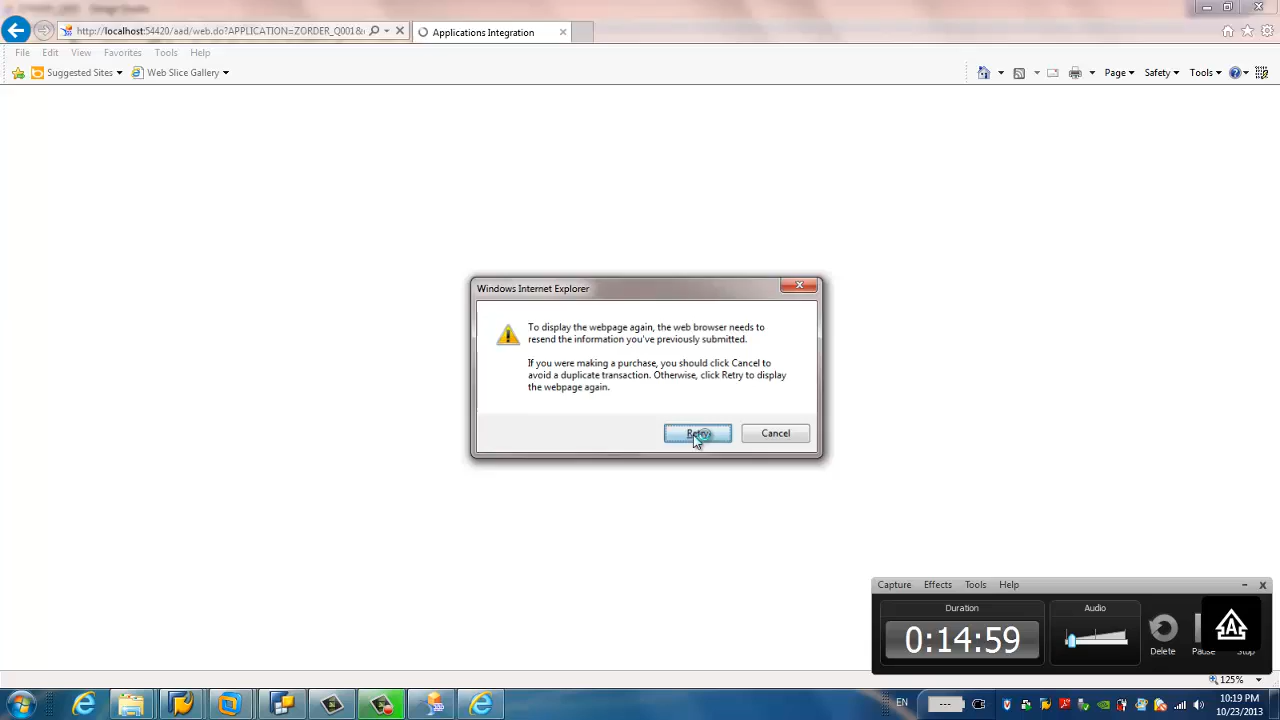 http://localhost:54420/aad/web.do?APPLICATION=ZORDER_Q001&
Applications Integration
File Edit View Favorites Tools Help
Suggested Sites Web Slice Gallery
Page Safety Tools
Windows Internet Explorer
To display the webpage again, the web browser needs to
resend the information you've previously submitted.
If you were making a purchase, you should click Cancel to
avoid a duplicate transaction. Otherwise, click Retry to display
the webpage again.
Retry Cancel
Capture Effects Tools Help
Duration Audio
0:14:59
Delete Pause Stop
125%
EN
10:19 PM
10/23/2013